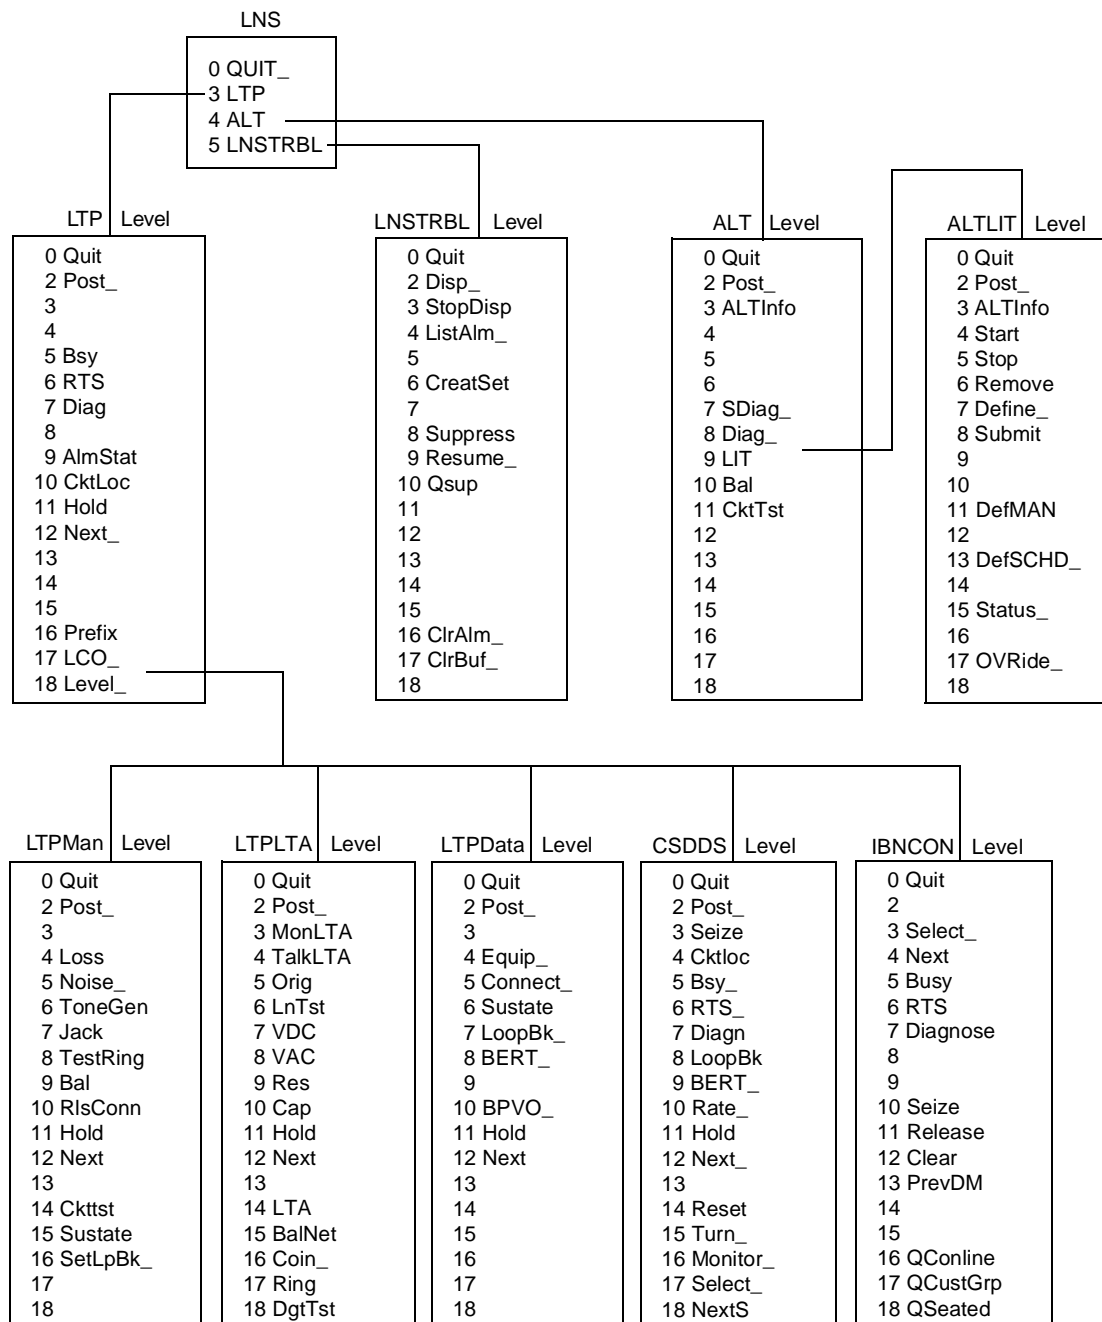 LNS
0 QUIT_
3 LTP
4 ALT
5 LNSTRBL
LTP Level
0 Quit
2 Post_
3
4
5 Bsy
6 RTS
7 Diag
8
9 AlmStat
10 CktLoc
11 Hold
12 Next_
13
14
15
16 Prefix
17 LCO_
18 Level_
LNSTRBL Level
0 Quit
2 Disp_
3 StopDisp
4 ListAlm_
5
6 CreatSet
7
8 Suppress
9 Resume_
10 Qsup
11
12
13
14
15
16 ClrAlm_
17 ClrBuf_
18
ALT Level
0 Quit
2 Post_
3 ALTInfo
4
5
6
7 SDiag_
8 Diag_
9 LIT
10 Bal
11 CktTst
12
13
14
15
16
17
18
ALTLIT Level
0 Quit
2 Post_
3 ALTInfo
4 Start
5 Stop
6 Remove
7 Define_
8 Submit
9
10
11 DefMAN
12
13 DefSCHD_
14
15 Status_
16
17 OVRide_
18
LTPMan Level
0 Quit
2 Post_
3
4 Loss
5 Noise_
6 ToneGen
7 Jack
8 TestRing
9 Bal
10 RlsConn
11 Hold
12 Next
13
14 Ckttst
15 Sustate
16 SetLpBk_
17
18
LTPLTA Level
0 Quit
2 Post_
3 MonLTA
4 TalkLTA
5 Orig
6 LnTst
7 VDC
8 VAC
9 Res
10 Cap
11 Hold
12 Next
13
14 LTA
15 BalNet
16 Coin_
17 Ring
18 DgtTst
LTPData Level
0 Quit
2 Post_
3
4 Equip_
5 Connect_
6 Sustate
7 LoopBk_
8 BERT_
9
10 BPVO_
11 Hold
12 Next
13
14
15
16
17
18
CSDDS Level
0 Quit
2 Post_
3 Seize
4 Cktloc
5 Bsy_
6 RTS_
7 Diagn
8 LoopBk
9 BERT_
10 Rate_
11 Hold
12 Next_
13
14 Reset
15 Turn_
16 Monitor_
17 Select_
18 NextS
IBNCON Level
0 Quit
2
3 Select_
4 Next
5 Busy
6 RTS
7 Diagnose
8
9
10 Seize
11 Release
12 Clear
13 PrevDM
14
15
16 QConline
17 QCustGrp
18 QSeated